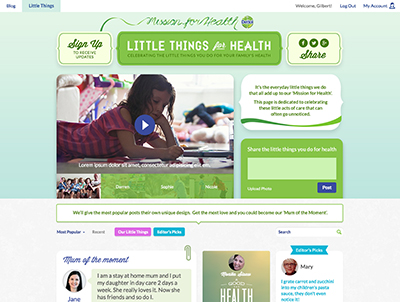 Blog
Little Things
Welcome, Gilbert!
Log Out
My Account
Mission for Health
Sign Up
TO RECEIVE
UPDATES
LITTLE THINGS for HEALTH
CELEBRATING THE LITTLE THINGS YOU DO FOR YOUR FAMILY'S HEALTH
Share
It's the everyday little things we do
that all add up to our 'Mission for Health'.
This page is dedicated to celebrating
these little acts of care that can
often go unnoticed.
Lorem ipsum dolor sit amet, consectetur adipiscing elit.
Share the little things you do for health
Upload Photo
Post
We'll give the most popular posts their own unique design. Get the most love and you could become our 'Mum of the Moment'.
Most Popular
Recent
Our Little Things
Editor's Picks
Search
Mum of the moment
Jane
I am a stay at home mum and I put
my daughter in day care 2 days a
week. She really loves it. Now she
has friends and so do I.
GOOD
HEALTH
Editor's Picks
Mary
I grate carrot and zucchini
into my children's pasta
sauce, they don't even
notice it!